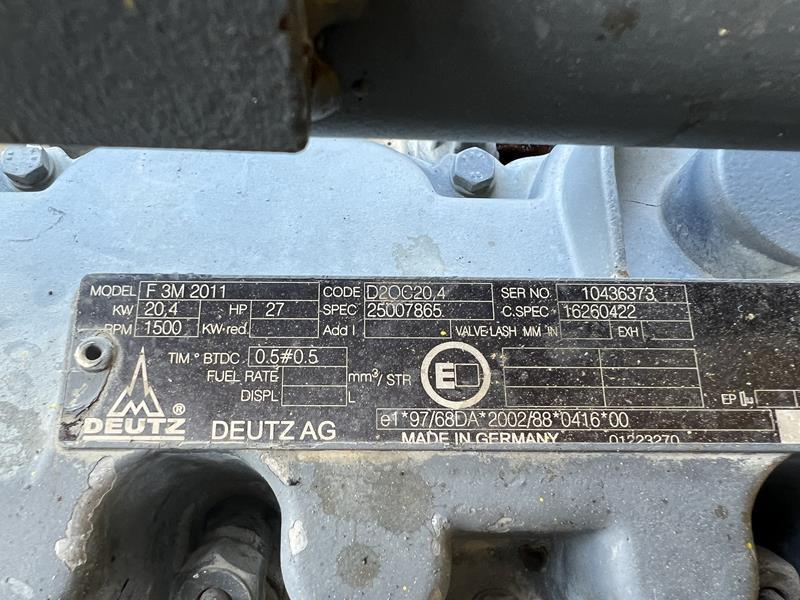 MODEL F 3M 2011 CODE D2OC20,4 SER NO 10436373
KW 20,4 HP 27 SPEC 25007865 C.SPEC 16260422
RPM 1500 KW-red. Add I VALVE-LASH MM IN EXH
TIM° BTDC 0.5#0.5
FUEL RATE mm³/STR E EP
DISPL L
DEUTZ ® DEUTZ AG e1*97/68DA*2002/88*0416*00
MADE IN GERMANY 01223270